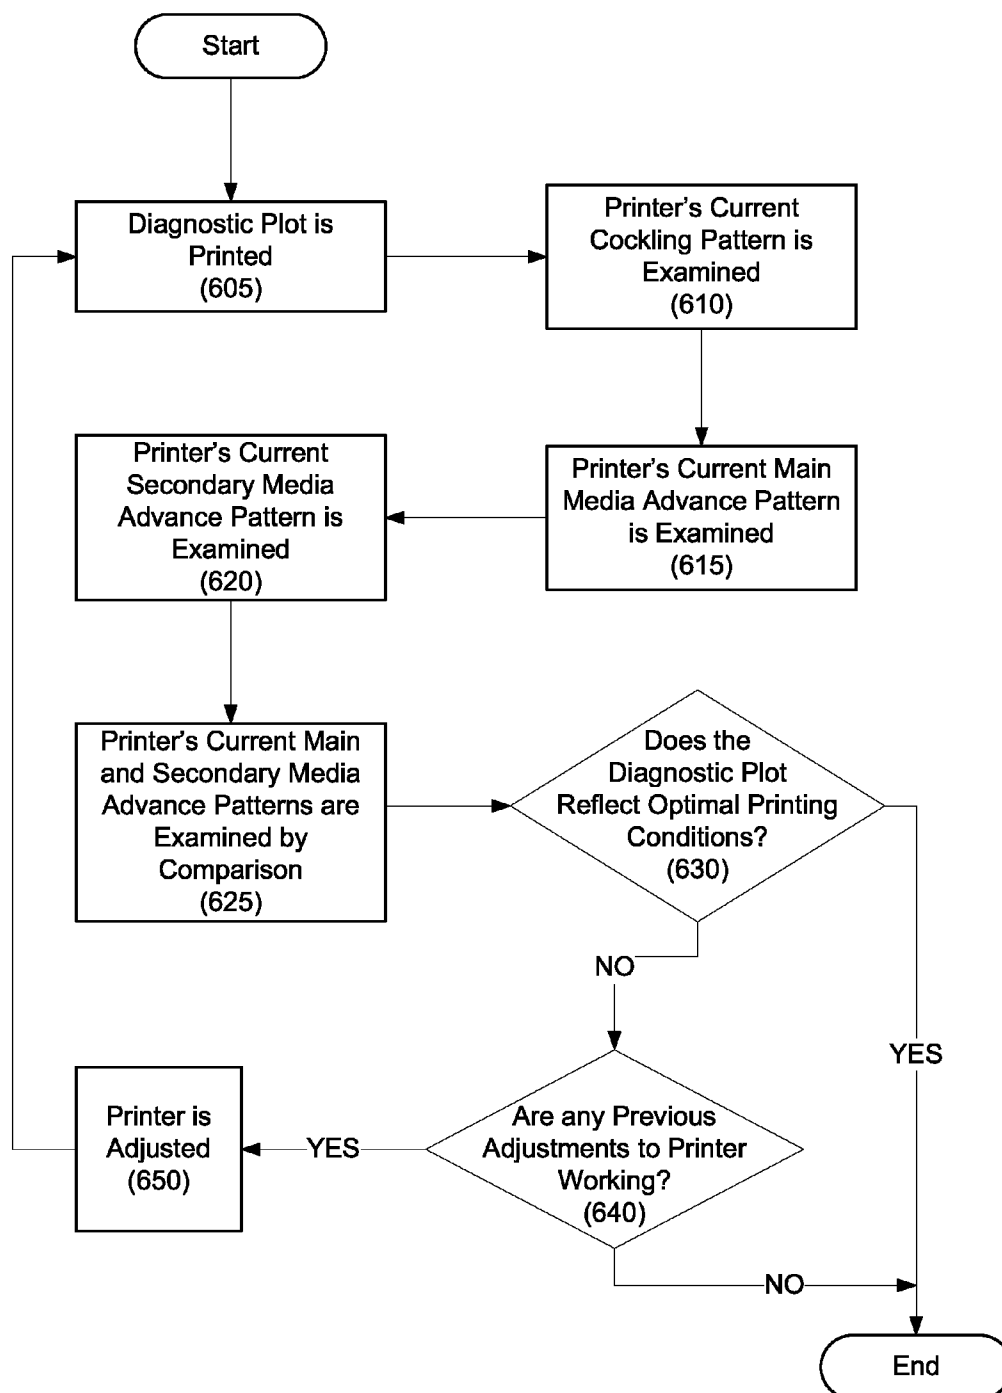 Start
Diagnostic Plot is
Printed
(605)
Printer's Current
Cockling Pattern is
Examined
(610)
Printer's Current Main
Media Advance Pattern
is Examined
(615)
Printer's Current
Secondary Media
Advance Pattern is
Examined
(620)
Printer's Current Main
and Secondary Media
Advance Patterns are
Examined by
Comparison
(625)
Does the
Diagnostic Plot
Reflect Optimal Printing
Conditions?
(630)
NO
YES
Are any Previous
Adjustments to Printer
Working?
(640)
YES
Printer is
Adjusted
(650)
NO
End